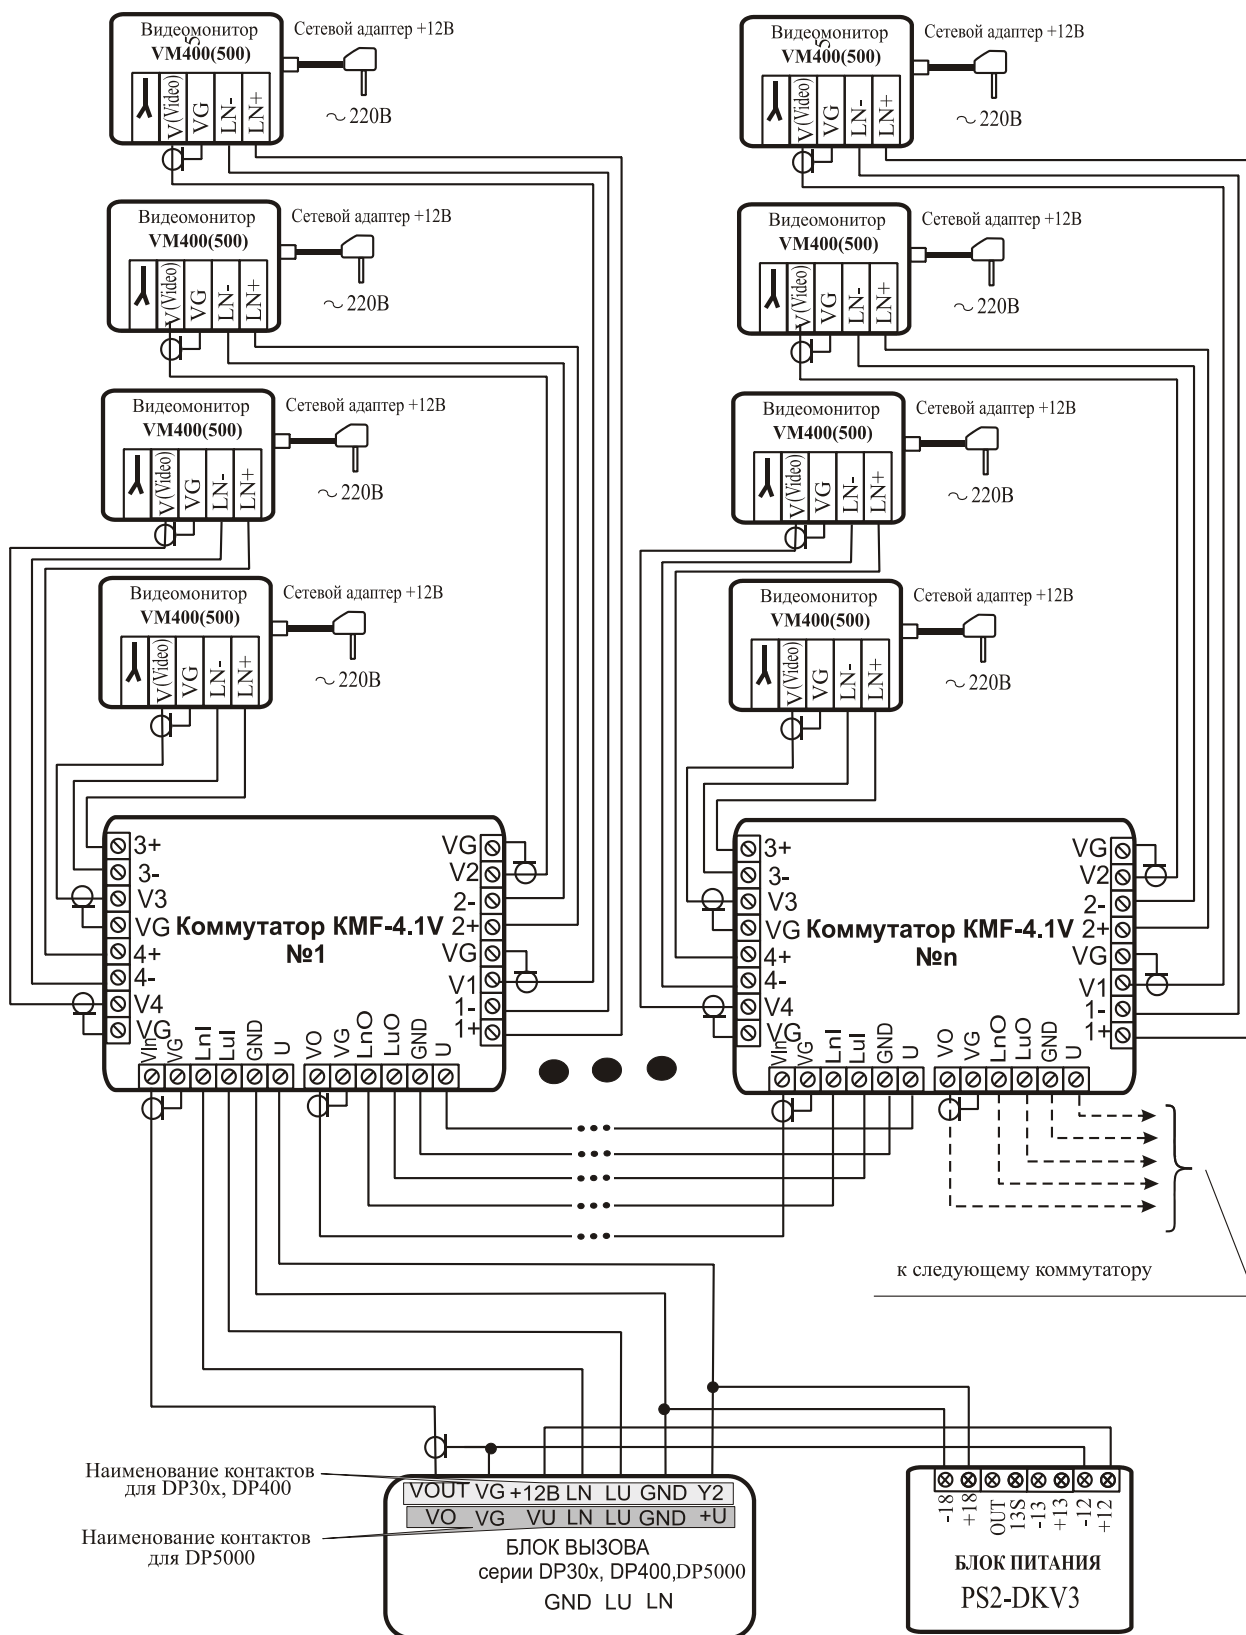 Видеомонитор
5
VM400(500)
V(Video)
VG
LN-
LN+
Сетевой адаптер +12В
~220В
Видеомонитор
5
VM400(500)
V(Video)
VG
LN-
LN+
Сетевой адаптер +12В
~220В
Видеомонитор
VM400(500)
V(Video)
VG
LN-
LN+
Сетевой адаптер +12В
~220В
Видеомонитор
VM400(500)
V(Video)
VG
LN-
LN+
Сетевой адаптер +12В
~220В
Видеомонитор
VM400(500)
V(Video)
VG
LN-
LN+
Сетевой адаптер +12В
~220В
Видеомонитор
VM400(500)
V(Video)
VG
LN-
LN+
Сетевой адаптер +12В
~220В
Видеомонитор
VM400(500)
V(Video)
VG
LN-
LN+
Сетевой адаптер +12В
~220В
Видеомонитор
VM400(500)
V(Video)
VG
LN-
LN+
Сетевой адаптер +12В
~220В
3+
3-
V3
VG
4+
4-
V4
VG
Коммутатор KMF-4.1V
№1
VG
V2
2-
2+
VG
V1
1-
1+
VIn
VG
LnI
LuI
GND
U
VO
VG
LnO
LuO
GND
U
3+
3-
V3
VG
4+
4-
V4
VG
Коммутатор KMF-4.1V
№n
VG
V2
2-
2+
VG
V1
1-
1+
VIn
VG
LnI
LuI
GND
U
VO
VG
LnO
LuO
GND
U
к следующему коммутатору
Наименование контактов
для DP30x, DP400
VOUT VG +12В LN LU GND Y2
VO VG VU LN LU GND +U
Наименование контактов
для DP5000
БЛОК ВЫЗОВА
серии DP30x, DP400,DP5000
GND LU LN
-18
+18
OUT
13S
-13
+13
-12
+12
БЛОК ПИТАНИЯ
PS2-DKV3